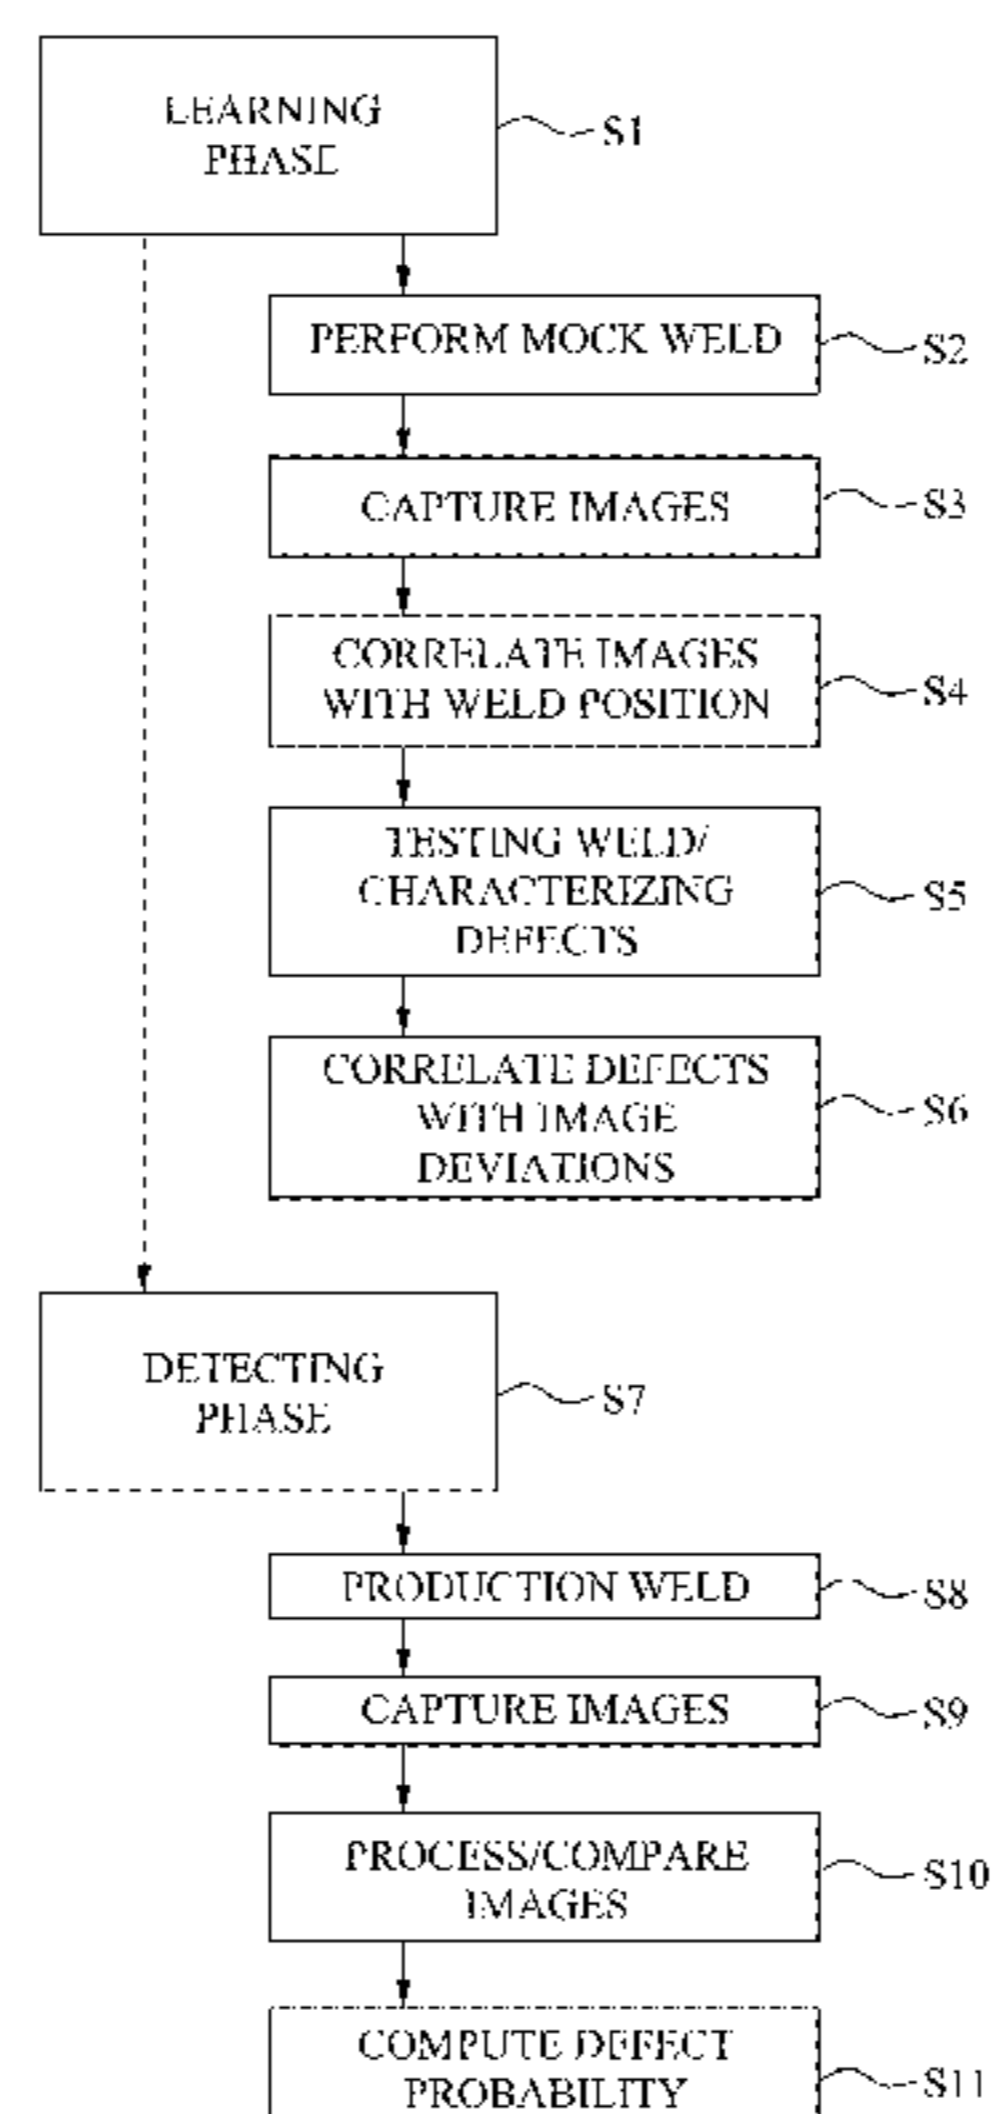 LEARNING
PHASE
S1
PERFORM MOCK WELD
S2
CAPTURE IMAGES
S3
CORRELATE IMAGES
WITH WELD POSITION
S4
TESTING WELD/
CHARACTERIZING
DEFECTS
S5
CORRELATE DEFECTS
WITH IMAGE
DEVIATIONS
S6
DETECTING
PHASE
S7
PRODUCTION WELD
S8
CAPTURE IMAGES
S9
PROCESS/COMPARE
IMAGES
S10
COMPUTE DEFECT
PROBABILITY
S11